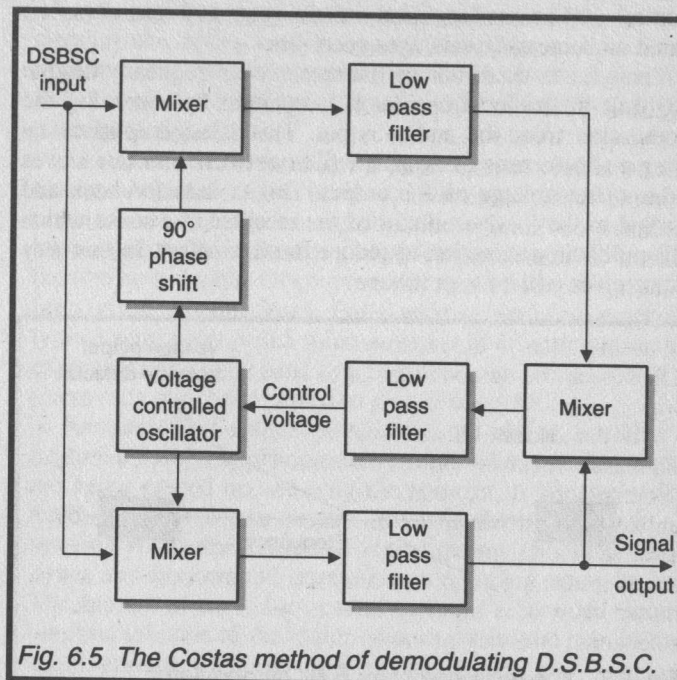 DSBSC
input
Mixer
Low
pass
filter
90°
phase
shift
Voltage
controlled
oscillator
Control
voltage
Low
pass
filter
Mixer
Mixer
Low
pass
filter
Signal
output
Fig. 6.5 The Costas method of demodulating D.S.B.S.C.